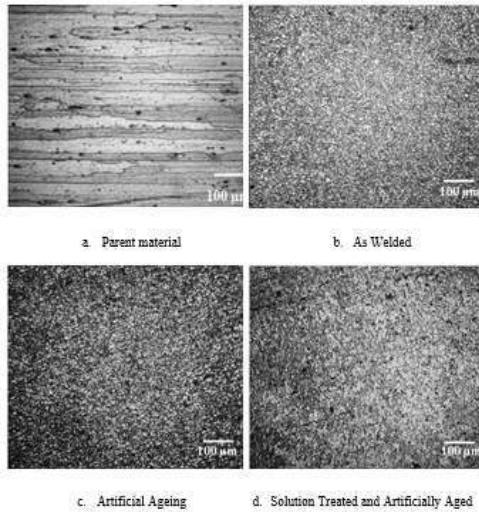 100 µm
100 µm
a. Parent material
b. As Welded
100 µm
100 µm
c. Artificial Ageing
d. Solution Treated and Artificially Aged